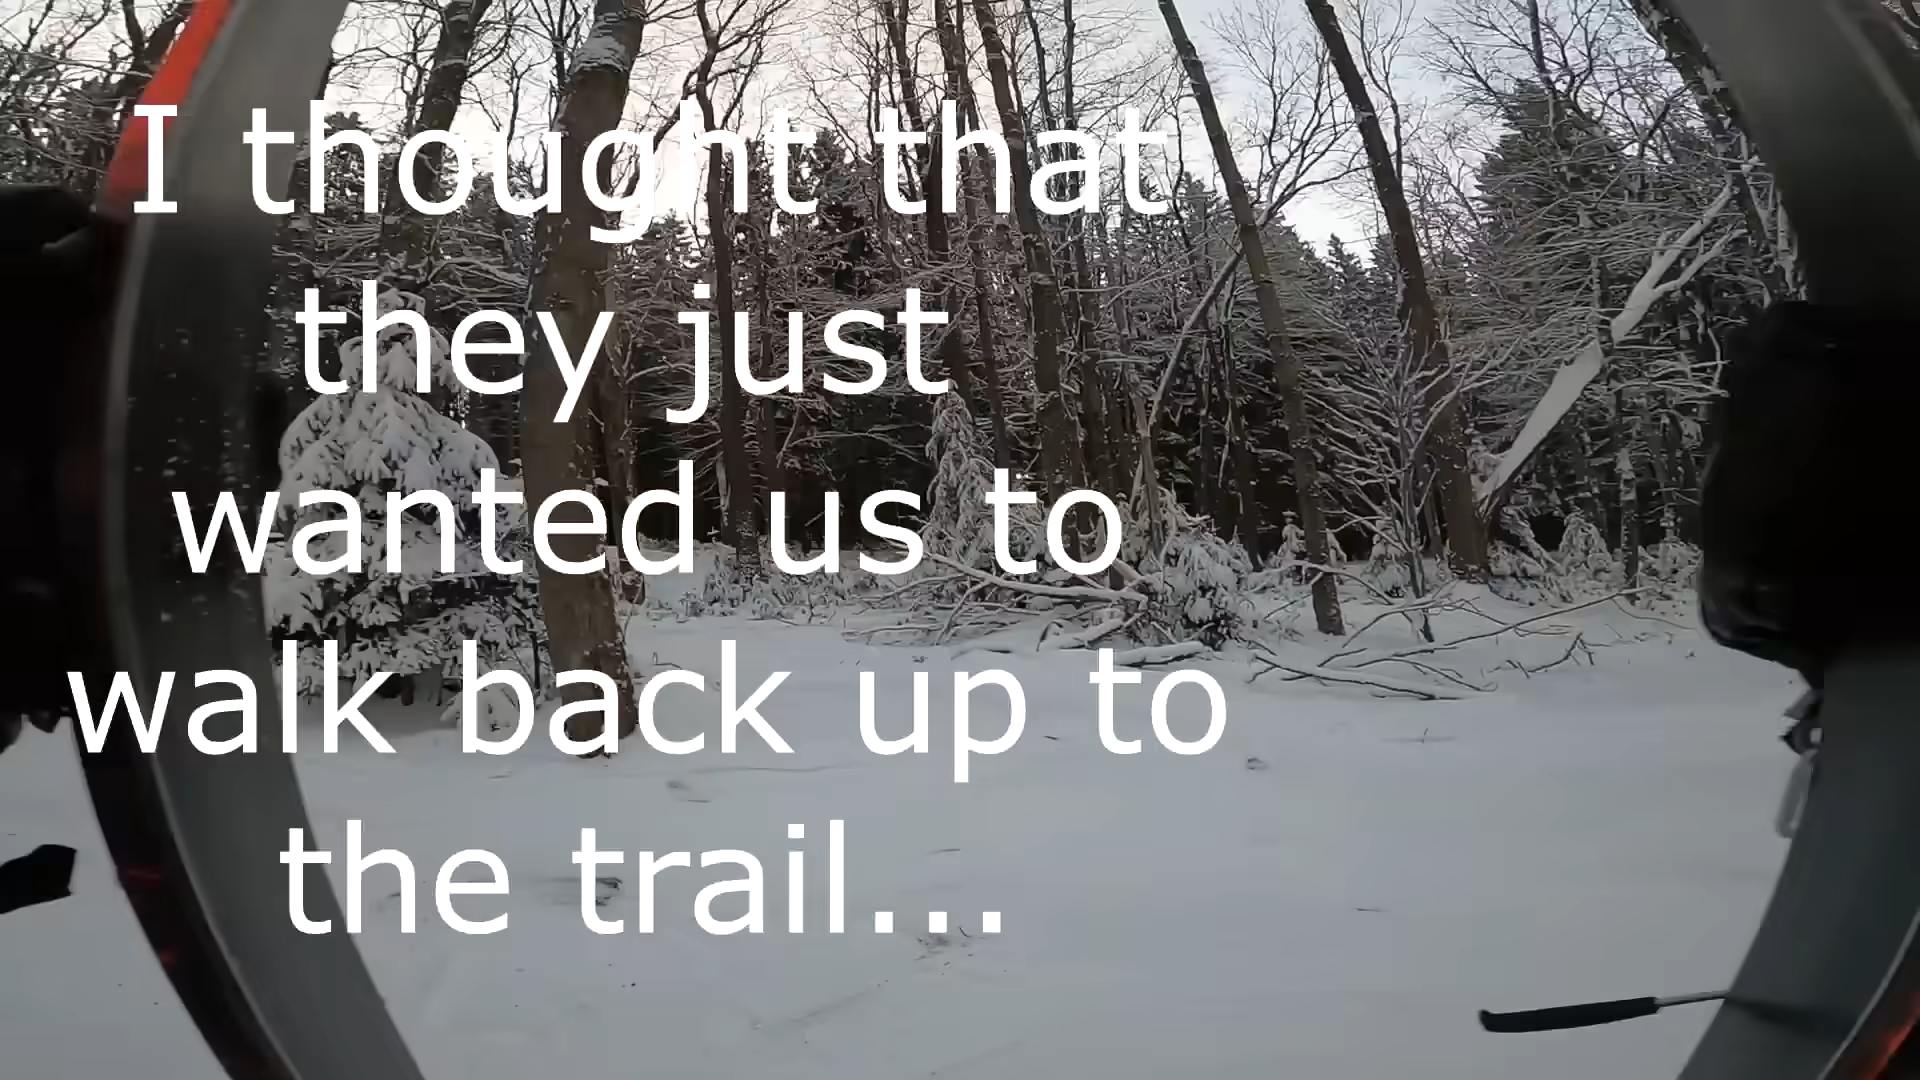 I thought that
they just
wanted us to
walk back up to
the trail...